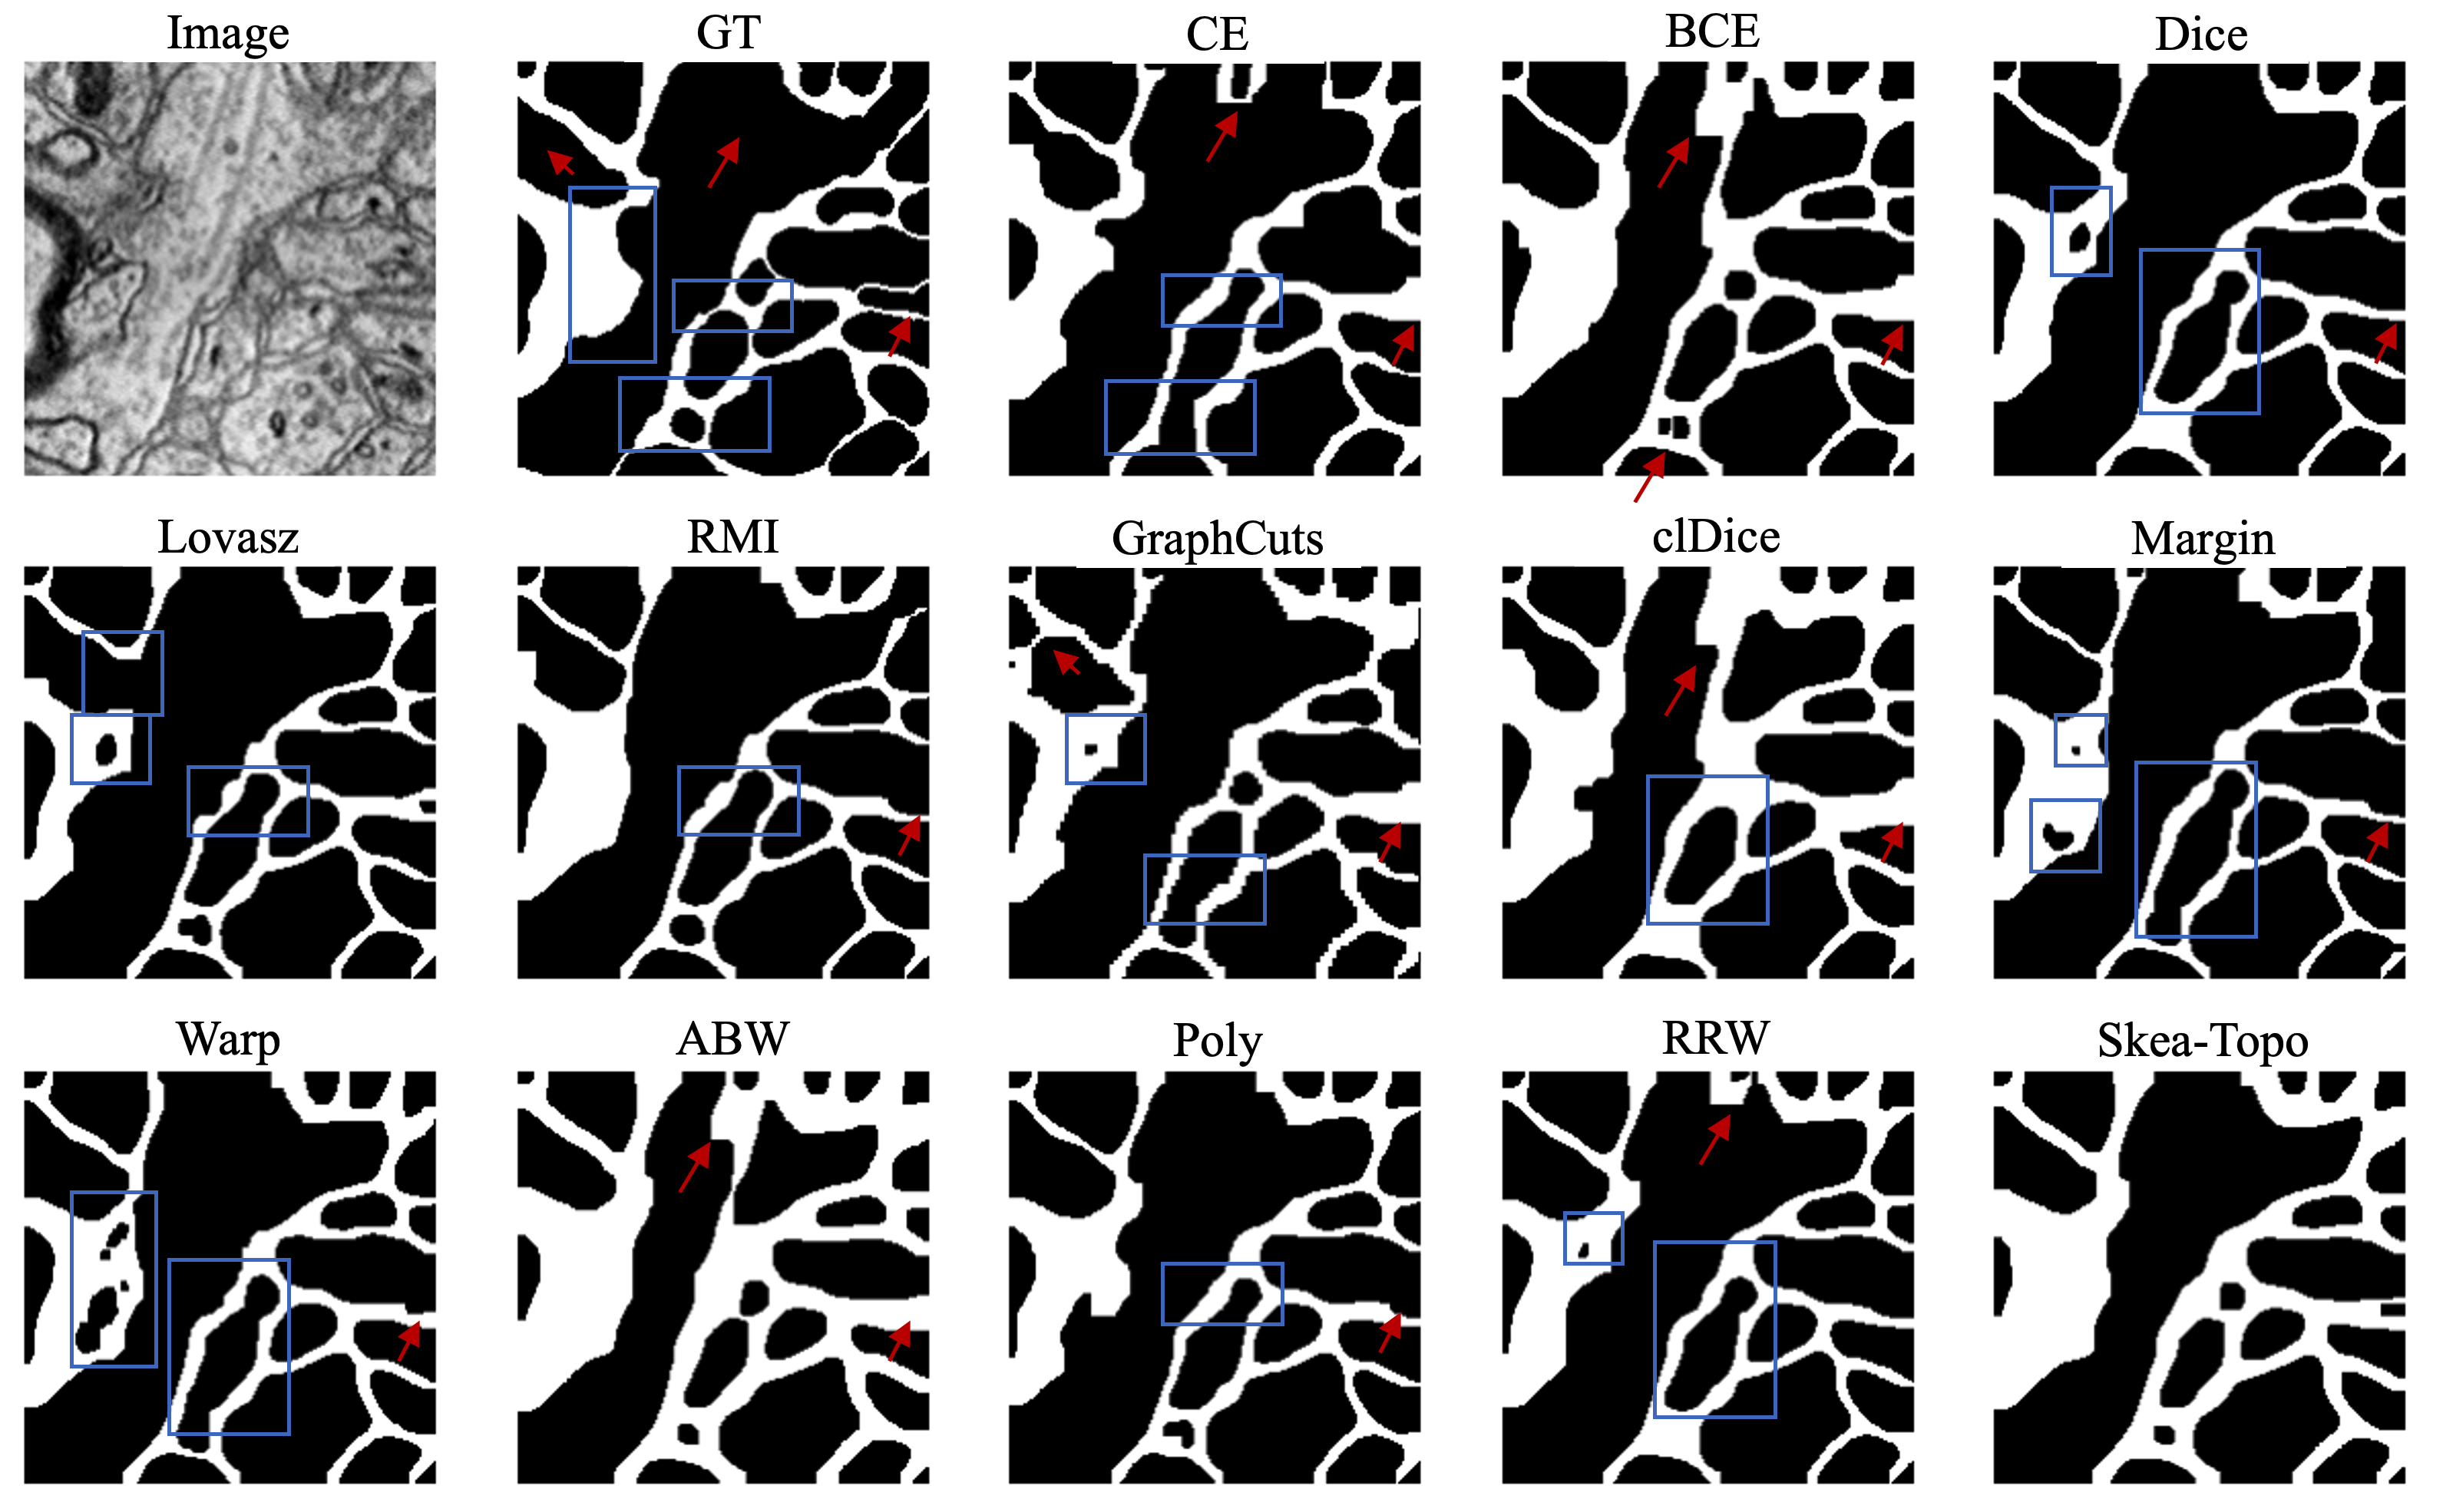 Image
GT
CE
BCE
Dice
Lovasz
RMI
GraphCuts
clDice
Margin
Warp
ABW
Poly
RRW
Skea-Topo